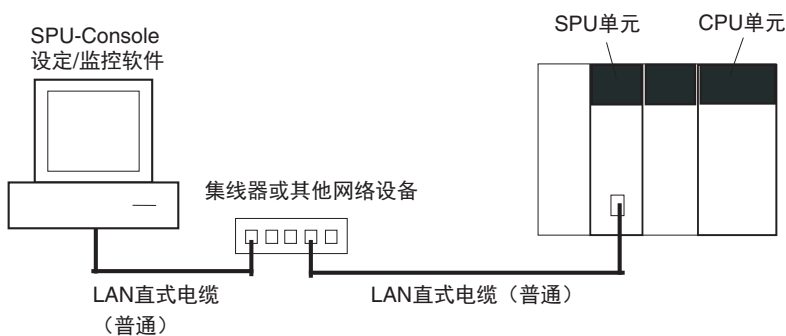 SPU-Console
设定/监控软件
SPU单元
CPU单元
集线器或其他网络设备
LAN直式电缆
（普通）
LAN直式电缆（普通）